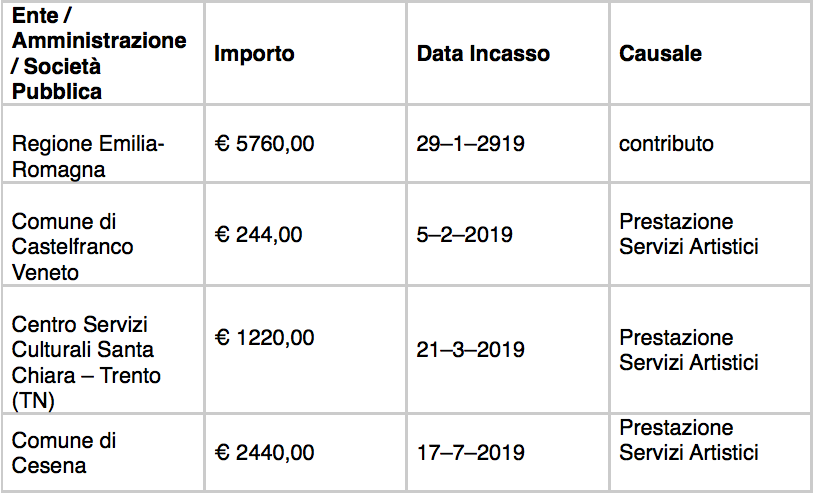 Ente /
Amministrazione
/ Società
Pubblica
Importo
Data Incasso
Causale
Regione Emilia-
Romagna
€ 5760,00
29–1–2919
contributo
Comune di
Castelfranco
Veneto
€ 244,00
5–2–2019
Prestazione
Servizi Artistici
Centro Servizi
Culturali Santa
Chiara – Trento
(TN)
€ 1220,00
21–3–2019
Prestazione
Servizi Artistici
Comune di
Cesena
€ 2440,00
17–7–2019
Prestazione
Servizi Artistici